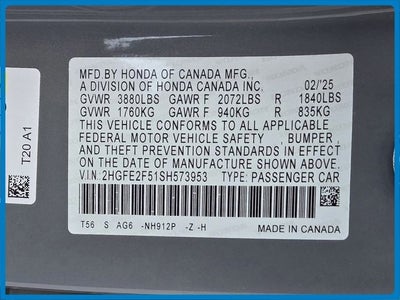 MFD.BY HONDA OF CANADA MFG.,
A DIVISION OF HONDA CANADA INC. 02/'25
GVWR 3880LBS GAWR F 2072LBS R 1840LBS
GVWR 1760KG GAWR F 940KG R 835KG
THIS VEHICLE CONFORMS TO ALL APPLICABLE
FEDERAL MOTOR VEHICLE SAFETY , BUMPER ,
AND THEFT PREVENTION STANDARDS IN EFFECT
ON THE DATE OF MANUFACTURE SHOWN ABOVE.
V.I.N: 2HGFE2F51SH573953 TYPE: PASSENGER CAR
T56 S AG6 -NH912P -Z -H MADE IN CANADA
T20 A1